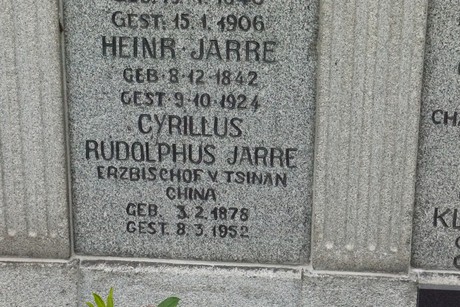 GEST. 15.1.1906
HEINR. JARRE
GEB. 8.12.1842
GEST. 9.10.1924
CYRILLUS
RUDOLPHUS JARRE
ERZBISCHOF V. TSINAN
CHINA
GEB. 3.2.1878
GEST. 8.3.1952